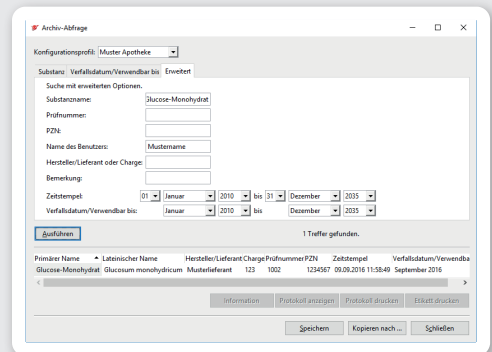 Archiv-Abfrage
Konfigurationsprofil: Muster Apotheke
Substanz Verfallsdatum/Verwendbar bis Erweitert
Suche mit erweiterten Optionen.
Substanzname: Glucose-Monohydrat
Prüfnummer:
PZN:
Name des Benutzers: Mustername
Hersteller/Lieferant oder Charge:
Bemerkung:
Zeitstempel: 01 Januar 2010 bis 31 Dezember 2035
Verfallsdatum/Verwendbar bis: Januar 2010 bis Dezember 2035
Ausführen 1 Treffer gefunden.
Primärer Name Lateinischer Name Hersteller/Lieferant Charge Prüfnummer PZN Zeitstempel Verfallsdatum/Verwendba
Glucose-Monohydrat Glucosum monohydricum Musterlieferant 123 1002 1234567 09.09.2016 11:58:49 September 2016
Information Protokoll anzeigen Protokoll drucken Etikett drucken
Speichern Kopieren nach ... Schließen